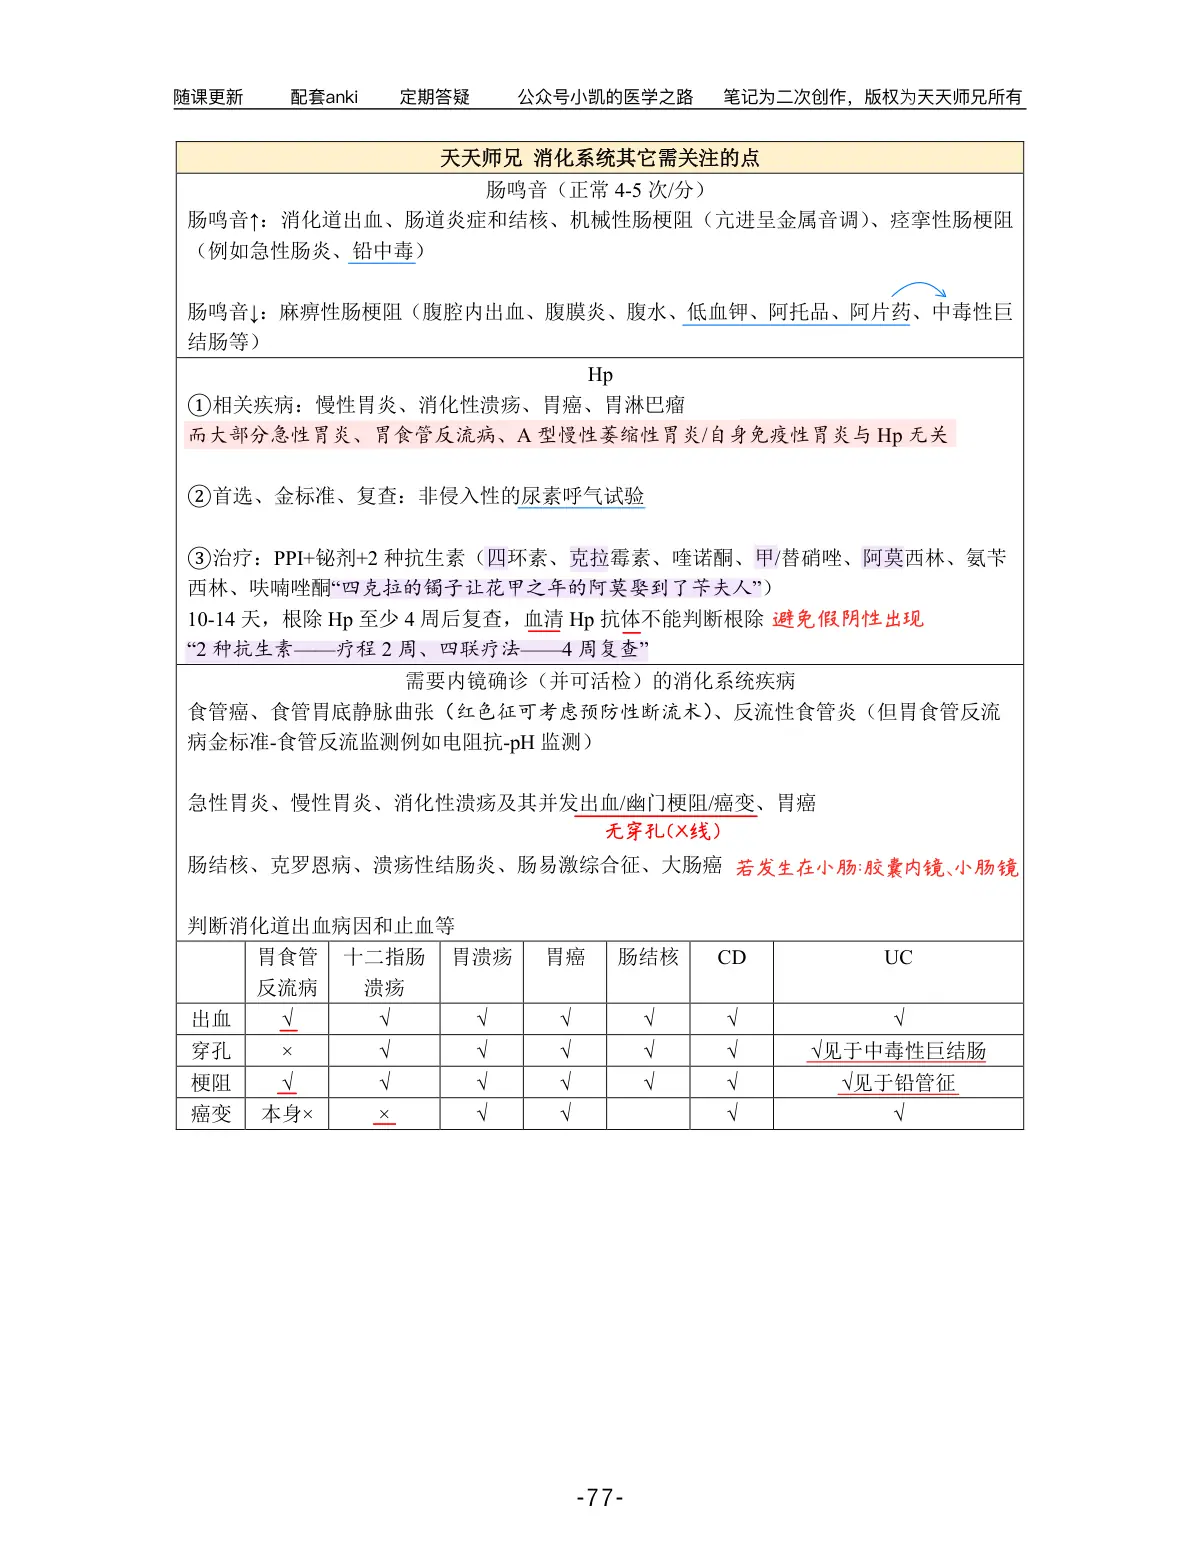 随课更新 配套anki 定期答疑 公众号小凯的医学之路 笔记为二次创作，版权为天天师兄所有
天天师兄 消化系统其它需关注的点
肠鸣音（正常 4-5 次/分）
肠鸣音↑：消化道出血、肠道炎症和结核、机械性肠梗阻（亢进呈金属音调）、痉挛性肠梗阻
（例如急性肠炎、铅中毒）
肠鸣音↓：麻痹性肠梗阻（腹腔内出血、腹膜炎、腹水、低血钾、阿托品、阿片药、中毒性巨
结肠等）
Hp
①相关疾病：慢性胃炎、消化性溃疡、胃癌、胃淋巴瘤
而大部分急性胃炎、胃食管反流病、A 型慢性萎缩性胃炎/自身免疫性胃炎与 Hp 无关
②首选、金标准、复查：非侵入性的尿素呼气试验
③治疗：PPI+铋剂+2 种抗生素（四环素、克拉霉素、喹诺酮、甲/替硝唑、阿莫西林、氨苄
西林、呋喃唑酮“四克拉的镯子让花甲之年的阿莫娶到了苄夫人”）
10-14 天，根除 Hp 至少 4 周后复查，血清 Hp 抗体不能判断根除 避免假阴性出现
“2 种抗生素——疗程 2 周、四联疗法——4 周复查”
需要内镜确诊（并可活检）的消化系统疾病
食管癌、食管胃底静脉曲张（红色征可考虑预防性断流术）、反流性食管炎（但胃食管反流
病金标准-食管反流监测例如电阻抗-pH 监测）
急性胃炎、慢性胃炎、消化性溃疡及其并发出血/幽门梗阻/癌变、胃癌
无穿孔（X线）
肠结核、克罗恩病、溃疡性结肠炎、肠易激综合征、大肠癌 若发生在小肠：胶囊内镜、小肠镜
判断消化道出血病因和止血等
胃食管 十二指肠 胃溃疡 胃癌 肠结核 CD UC
反流病 溃疡
出血 √ √ √ √ √ √ √
穿孔 × √ √ √ √ √ √见于中毒性巨结肠
梗阻 √ √ √ √ √ √ √见于铅管征
癌变 本身× × √ √ √ √
-77-